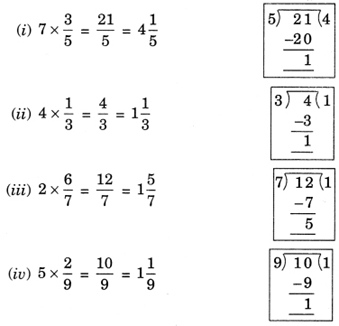 (i) 7 × 3/5 = 21/5 = 4 1/5
5) 21 (4
−20
1
(ii) 4 × 1/3 = 4/3 = 1 1/3
3) 4 (1
−3
1
(iii) 2 × 6/7 = 12/7 = 1 5/7
7) 12 (1
−7
5
(iv) 5 × 2/9 = 10/9 = 1 1/9
9) 10 (1
−9
1